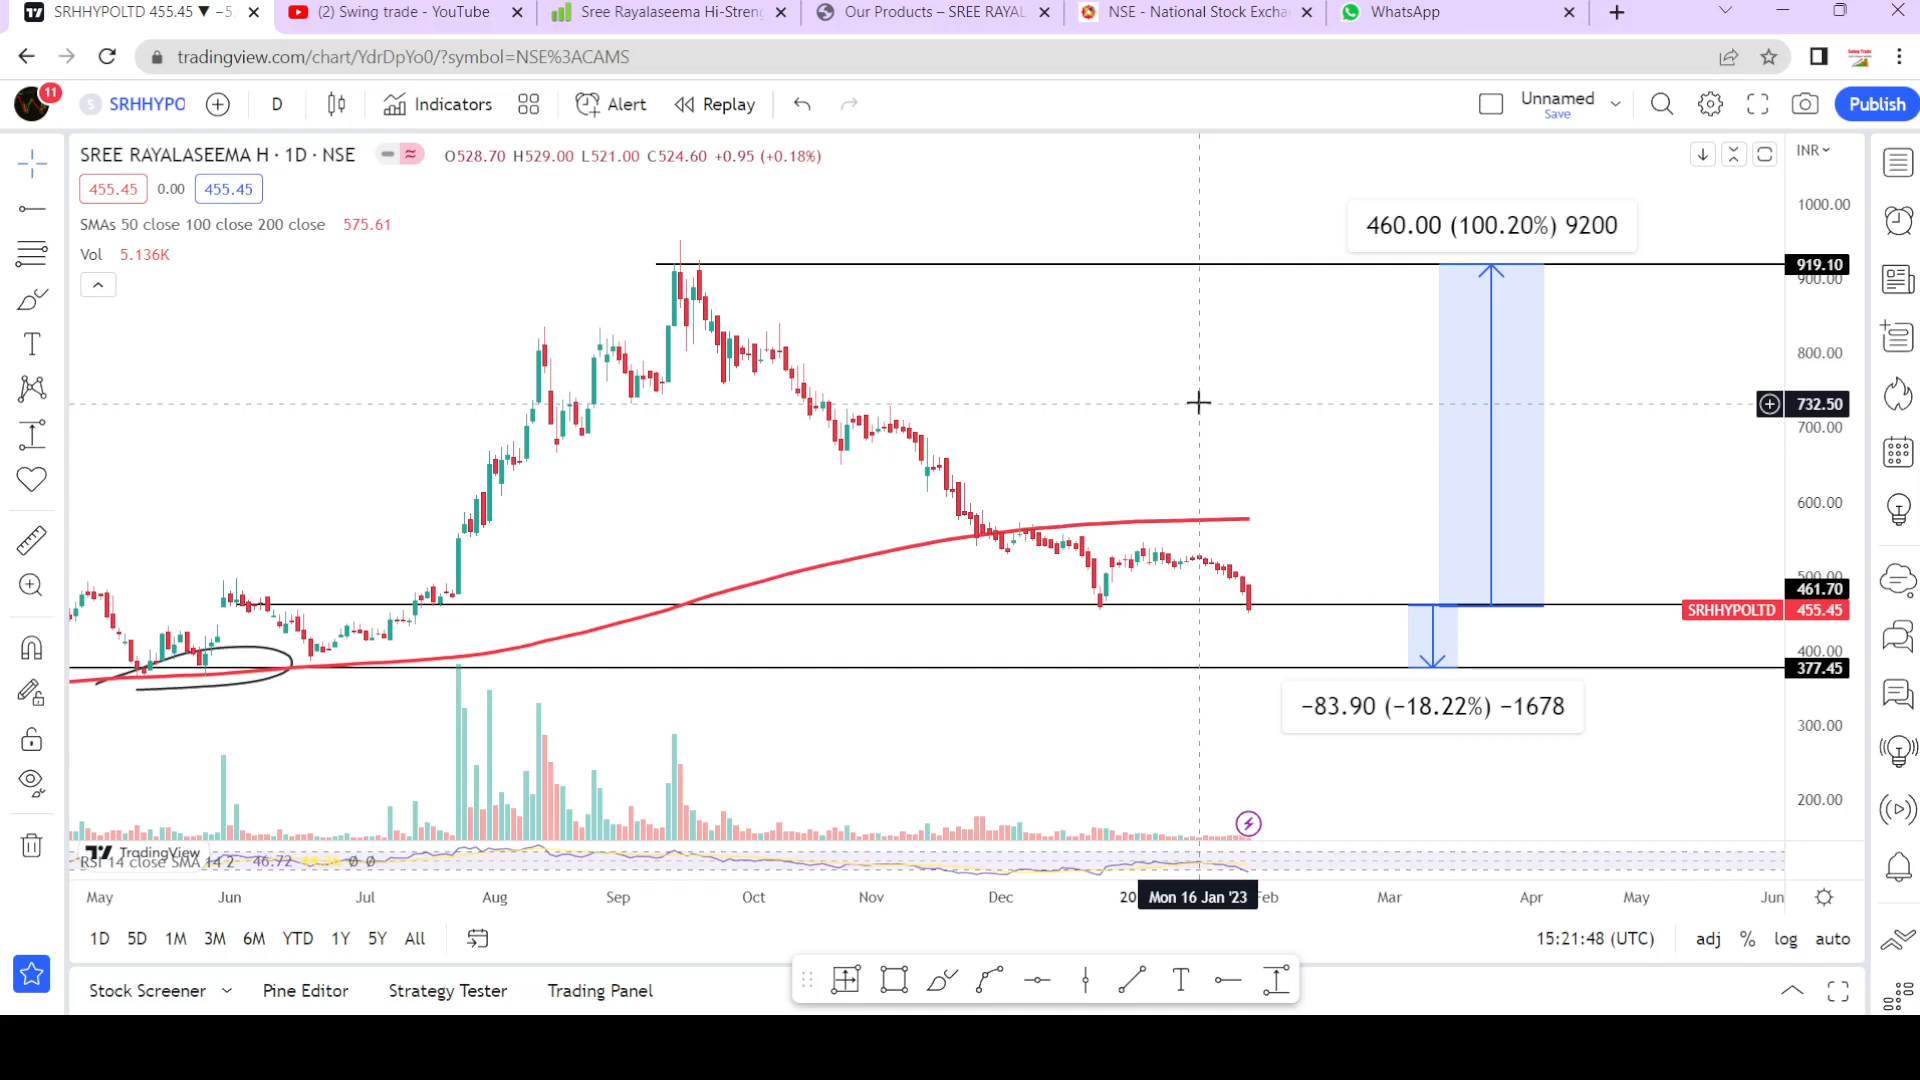 SRHHYPOLTD 455.45 ▼ −5.
(2) Swing trade - YouTube
Sree Rayalaseema Hi-Streng
Our Products – SREE RAYAL
NSE - National Stock Excha
WhatsApp
tradingview.com/chart/YdrDpYo0/?symbol=NSE%3ACAMS
11
S SRHHYPO
D
Indicators
Alert
Replay
Unnamed
Save
Publish
SREE RAYALASEEMA H · 1D · NSE
O528.70 H529.00 L521.00 C524.60 +0.95 (+0.18%)
INR
455.45 0.00 455.45
SMAs 50 close 100 close 200 close 575.61
Vol 5.136K
460.00 (100.20%) 9200
1000.00
919.10
900.00
800.00
732.50
700.00
600.00
500.00
461.70
SRHHYPOLTD 455.45
400.00
377.45
−83.90 (−18.22%) −1678
300.00
200.00
TradingView
RSI 14 close SMA 14 2 46.72 Ø Ø
May Jun Jul Aug Sep Oct Nov Dec 20 Mon 16 Jan '23 Feb Mar Apr May Jun
1D 5D 1M 3M 6M YTD 1Y 5Y All
15:21:48 (UTC) adj % log auto
Stock Screener Pine Editor Strategy Tester Trading Panel